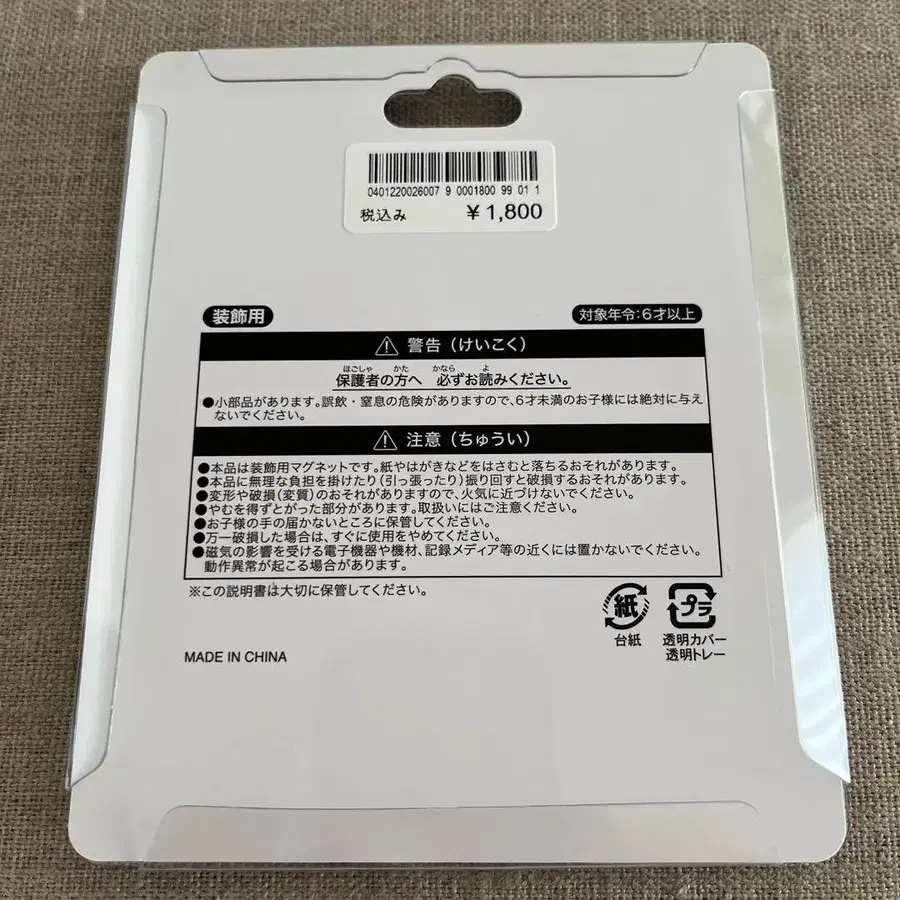 0401220026007 9 0001800 99 01 1
税込み ￥1,800
装飾用 対象年令:6才以上
⚠ 警告（けいこく）
ほごしゃ かた かなら よ
保護者の方へ 必ずお読みください。
●小部品があります。誤飲・窒息の危険がありますので、6才未満のお子様には絶対に与え
ないでください。
⚠ 注意（ちゅうい）
●本品は装飾用マグネットです。紙やはがきなどをはさむと落ちるおそれがあります。
●本品に無理な負担を掛けたり（引っ張ったり）振り回すと破損するおそれがあります。
●変形や破損（変質）のおそれがありますので、火気に近づけないでください。
●やむを得ずとがった部分があります。取扱いにはご注意ください。
●お子様の手の届かないところに保管してください。
●万一破損した場合は、すぐに使用をやめてください。
●磁気の影響を受ける電子機器や機材、記録メディア等の近くには置かないでください。
動作異常が起こる場合があります。
※この説明書は大切に保管してください。
紙 プラ
台紙 透明カバー
透明トレー
MADE IN CHINA